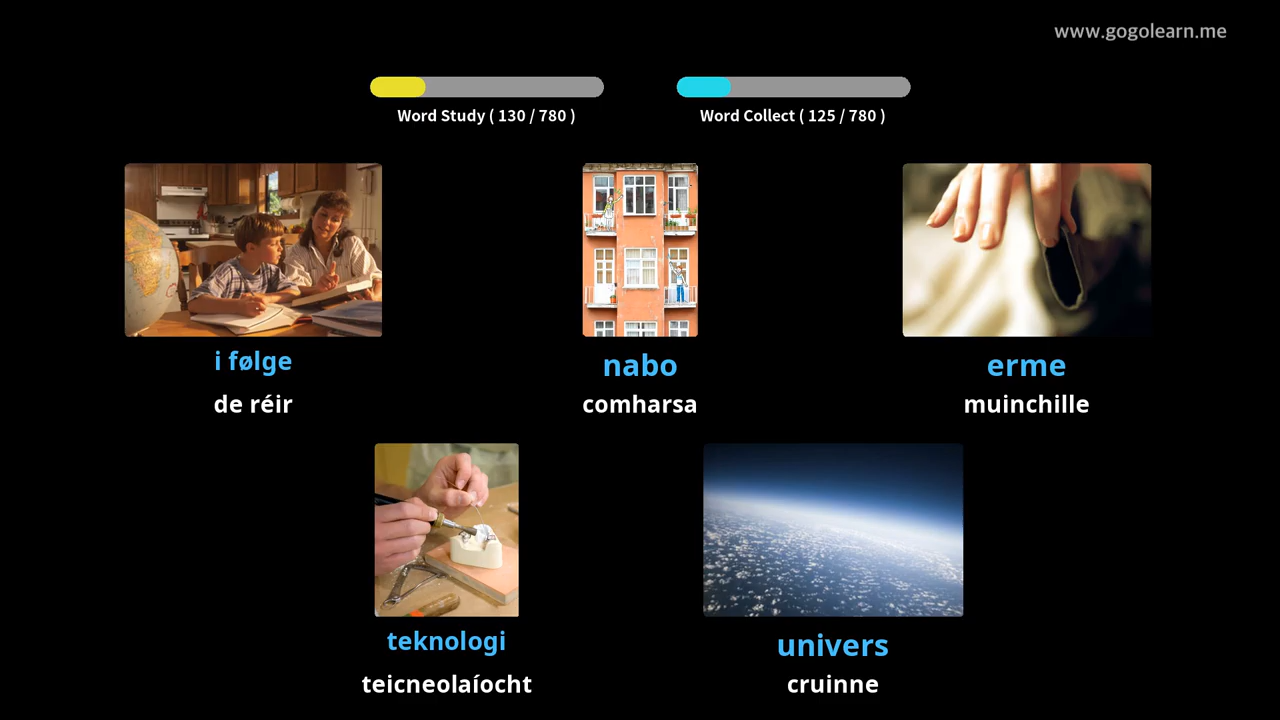 www.gogolearn.me
Word Study ( 130 / 780 )
Word Collect ( 125 / 780 )
i følge
nabo
erme
de réir
comharsa
muinchille
teknologi
univers
teicneolaíocht
cruinne